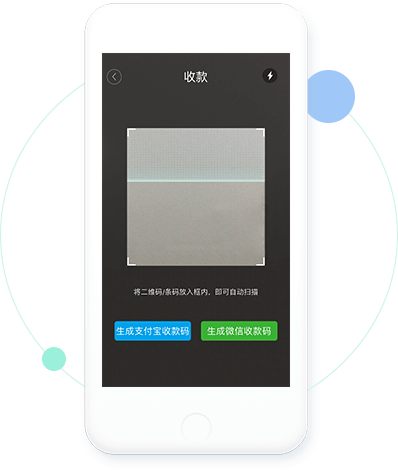 收款
将二维码/条码放入框内，即可自动扫描
生成支付宝收款码
生成微信收款码